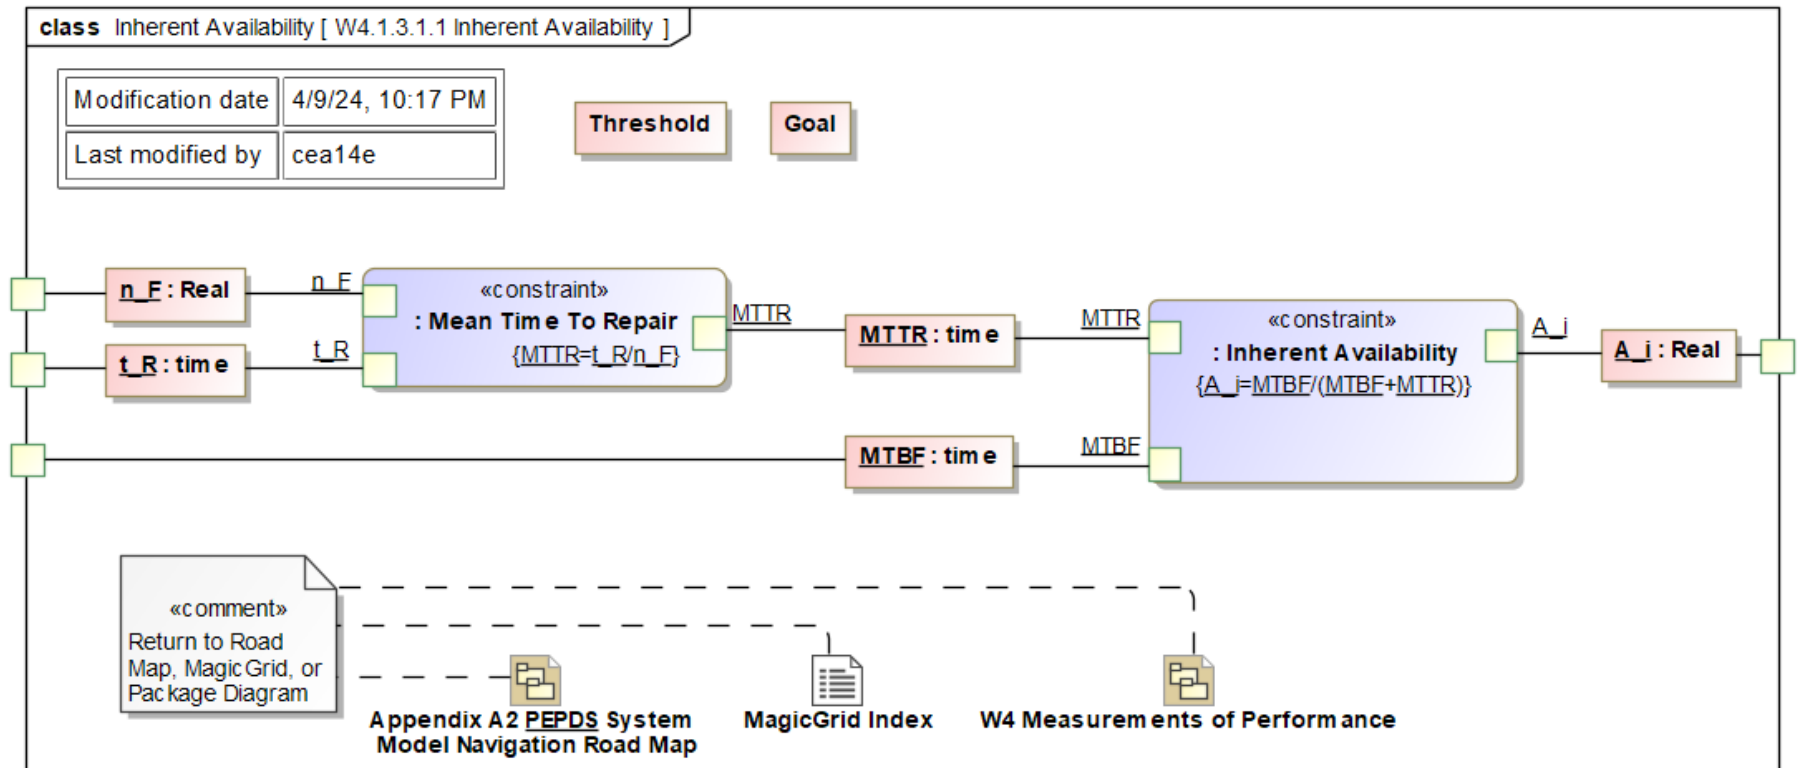 class Inherent Availability [ W4.1.3.1.1 Inherent Availability ]
Modification date 4/9/24, 10:17 PM
Last modified by cea14e
Threshold
Goal
n_F : Real
n_F
t_R : time
t_R
«constraint»
: Mean Time To Repair
{MTTR=t_R/n_F}
MTTR
MTTR : time
MTTR
MTBF : time
MTBF
«constraint»
: Inherent Availability
{A_i=MTBF/(MTBF+MTTR)}
A_i
A_i : Real
«comment»
Return to Road
Map, MagicGrid, or
Package Diagram
Appendix A2 PEPDS System
Model Navigation Road Map
MagicGrid Index
W4 Measurements of Performance